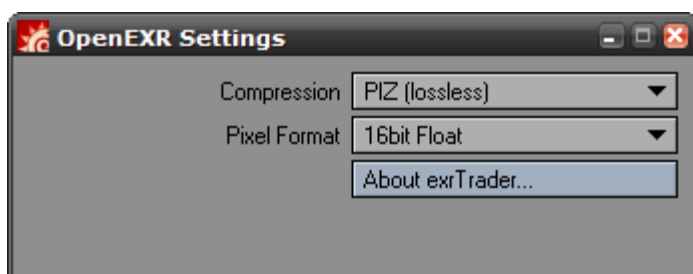 OpenEXR Settings
Compression PIZ (lossless)
Pixel Format 16bit Float
About exrTrader...